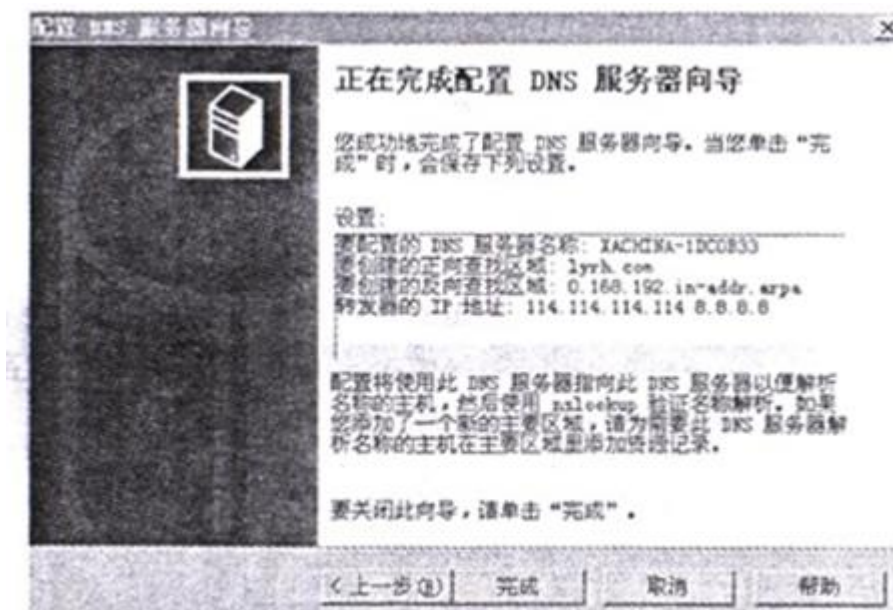 配置 DNS 服务器向导
正在完成配置 DNS 服务器向导
您成功地完成了配置 DNS 服务器向导。当您单击“完
成”时，会保存下列设置。
设置:
要配置的 DNS 服务器名称: XACHINA-1DC0B33
要创建的正向查找区域: lyrh.com
要创建的反向查找区域: 0.168.192.in-addr.arpa
转发器的 IP 地址: 114.114.114.114 8.8.8.8
配置将使用此 DNS 服务器指向此 DNS 服务器以便解析
名称的主机，然后使用 nslookup 验证名称解析。如果
您添加了一个新的主要区域，请为需要此 DNS 服务器解
析名称的主机在主要区域里添加资源记录。
要关闭此向导，请单击“完成”。
<上一步(B)
完成
取消
帮助